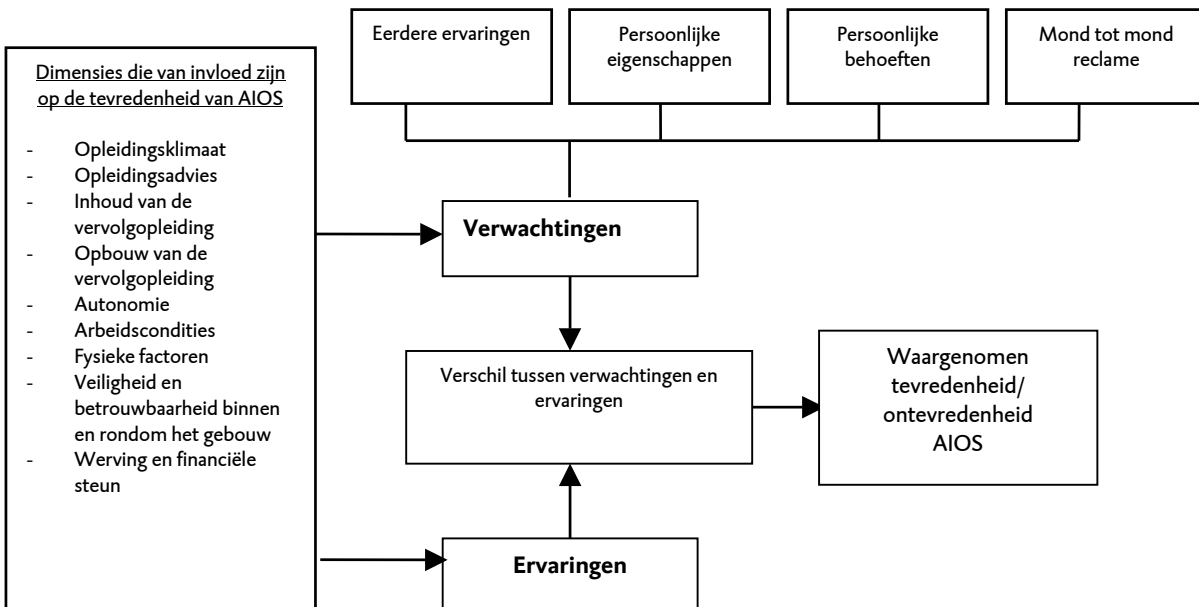 Eerdere ervaringen
Persoonlijke
eigenschappen
Persoonlijke
behoeften
Mond tot mond
reclame
Dimensies die van invloed zijn
op de tevredenheid van AIOS
- Opleidingsklimaat
- Opleidingsadvies
- Inhoud van de
vervolgopleiding
- Opbouw van de
vervolgopleiding
- Autonomie
- Arbeidscondities
- Fysieke factoren
- Veiligheid en
betrouwbaarheid binnen
en rondom het gebouw
- Werving en financiële
steun
Verwachtingen
Verschil tussen verwachtingen en
ervaringen
Waargenomen
tevredenheid/
ontevredenheid
AIOS
Ervaringen